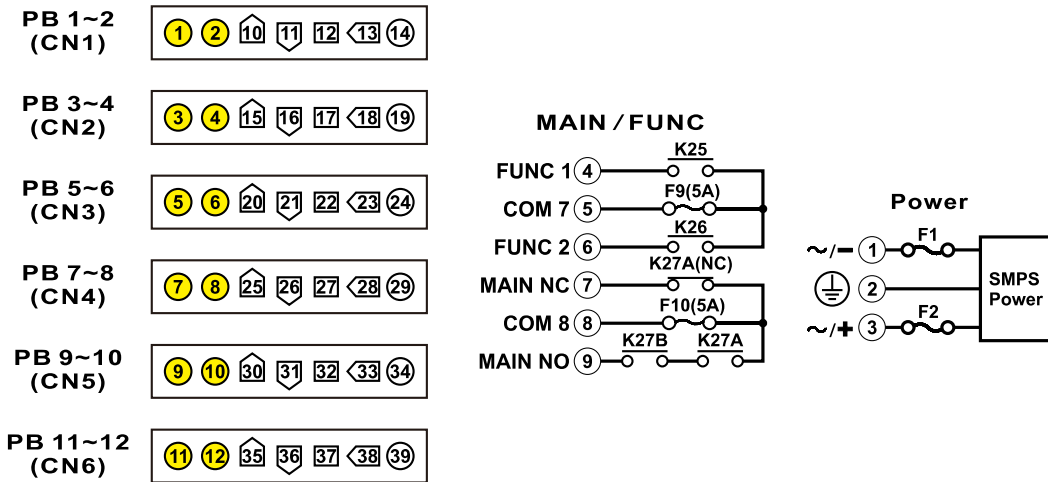 PB 1~2
(CN1)
1 2 10 11 12 13 14
PB 3~4
(CN2)
3 4 15 16 17 18 19
PB 5~6
(CN3)
5 6 20 21 22 23 24
PB 7~8
(CN4)
7 8 25 26 27 28 29
PB 9~10
(CN5)
9 10 30 31 32 33 34
PB 11~12
(CN6)
11 12 35 36 37 38 39
MAIN / FUNC
K25
FUNC 1 4
F9(5A)
COM 7 5
K26
FUNC 2 6
K27A(NC)
MAIN NC 7
F10(5A)
COM 8 8
K27B K27A
MAIN NO 9
Power
F1
~/- 1
2
F2
~/+ 3
SMPS
Power